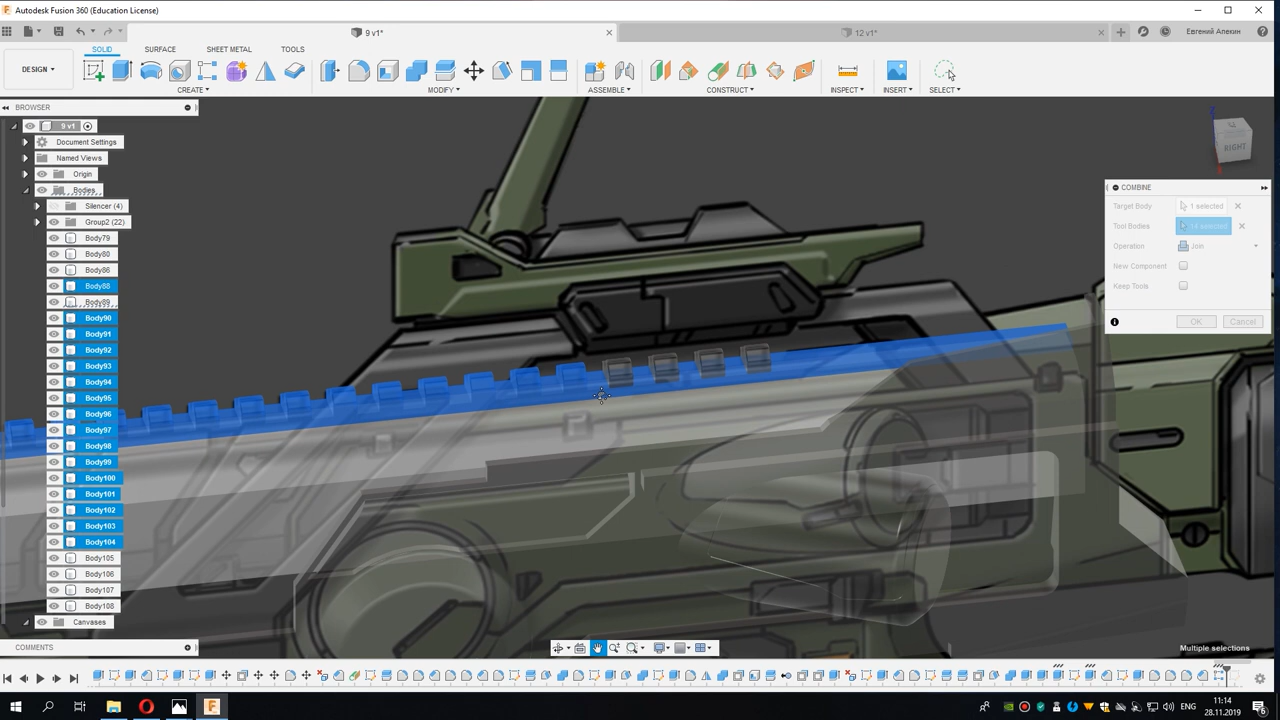 Autodesk Fusion 360 (Education License)
9 v1*
12 v1*
Евгений Апекин
SOLID
SURFACE
SHEET METAL
TOOLS
DESIGN
CREATE
MODIFY
ASSEMBLE
CONSTRUCT
INSPECT
INSERT
SELECT
BROWSER
9 v1
Document Settings
Named Views
Origin
Bodies
Silencer (4)
Group2 (22)
Body79
Body80
Body86
Body88
Body89
Body90
Body91
Body92
Body93
Body94
Body95
Body96
Body97
Body98
Body99
Body100
Body101
Body102
Body103
Body104
Body105
Body106
Body107
Body108
Canvases
Z
RIGHT
COMBINE
Target Body
1 selected
Tool Bodies
14 selected
Operation
Join
New Component
Keep Tools
OK
Cancel
COMMENTS
Multiple selections
ENG
11:14
28.11.2019
6